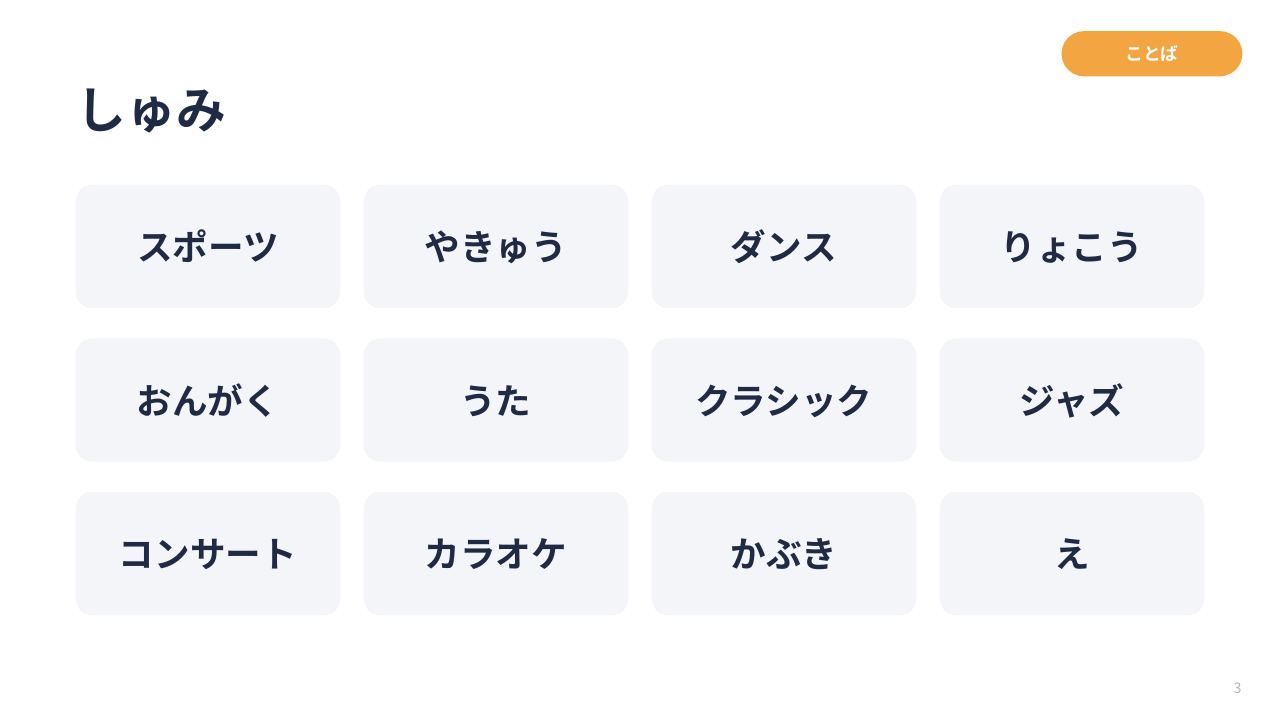 ことば
しゅみ
スポーツ
やきゅう
ダンス
りょこう
おんがく
うた
クラシック
ジャズ
コンサート
カラオケ
かぶき
え
3